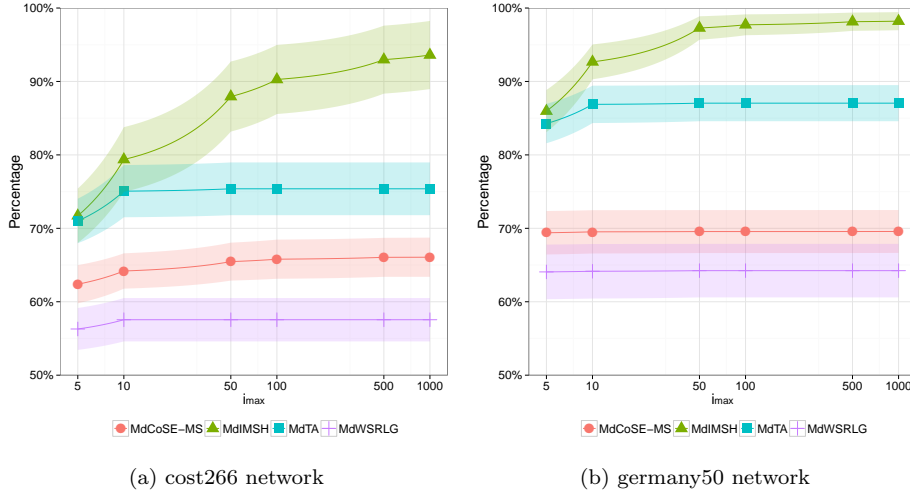 100%
90%
80%
70%
60%
50%
Percentage
5
10
50
100
500
1000
imax
MdCoSE-MS
MdIMSH
MdTA
MdWSRLG
(a) cost266 network
100%
90%
80%
70%
60%
50%
Percentage
5
10
50
100
500
1000
imax
MdCoSE-MS
MdIMSH
MdTA
MdWSRLG
(b) germany50 network